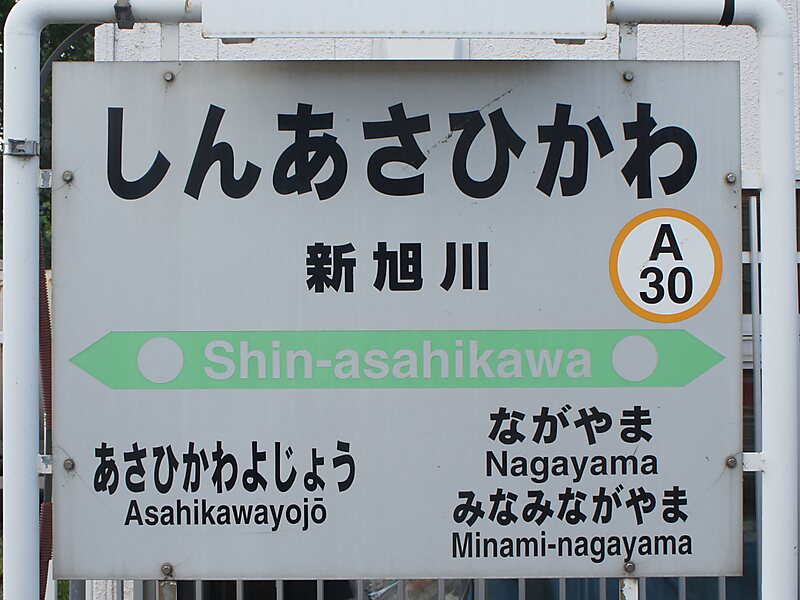 しんあさひかわ
新旭川
A
30
Shin-asahikawa
あさひかわよじょう
Asahikawayojō
ながやま
Nagayama
みなみながやま
Minami-nagayama